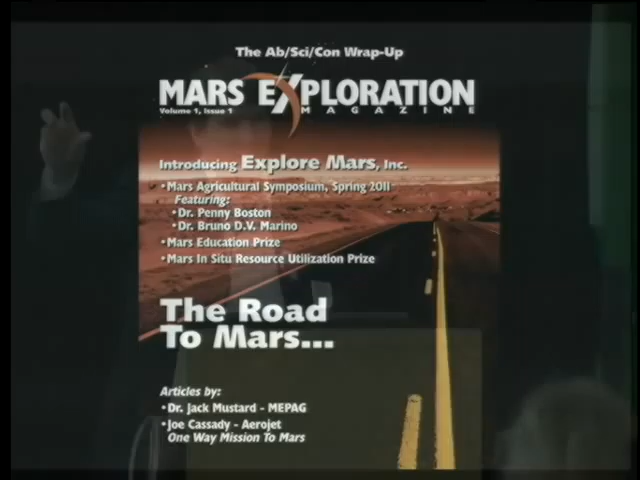 The Ab/Sci/Con Wrap-Up
MARS EXPLORATION
Volume 1, Issue 1 MAGAZINE
Introducing Explore Mars, Inc.
•Mars Agricultural Symposium, Spring 2011
Featuring:
•Dr. Penny Boston
•Dr. Bruno D.V. Marino
•Mars Education Prize
•Mars In Situ Resource Utilization Prize
The Road
To Mars...
Articles by:
•Dr. Jack Mustard - MEPAG
•Joe Cassady - Aerojet
One Way Mission To Mars